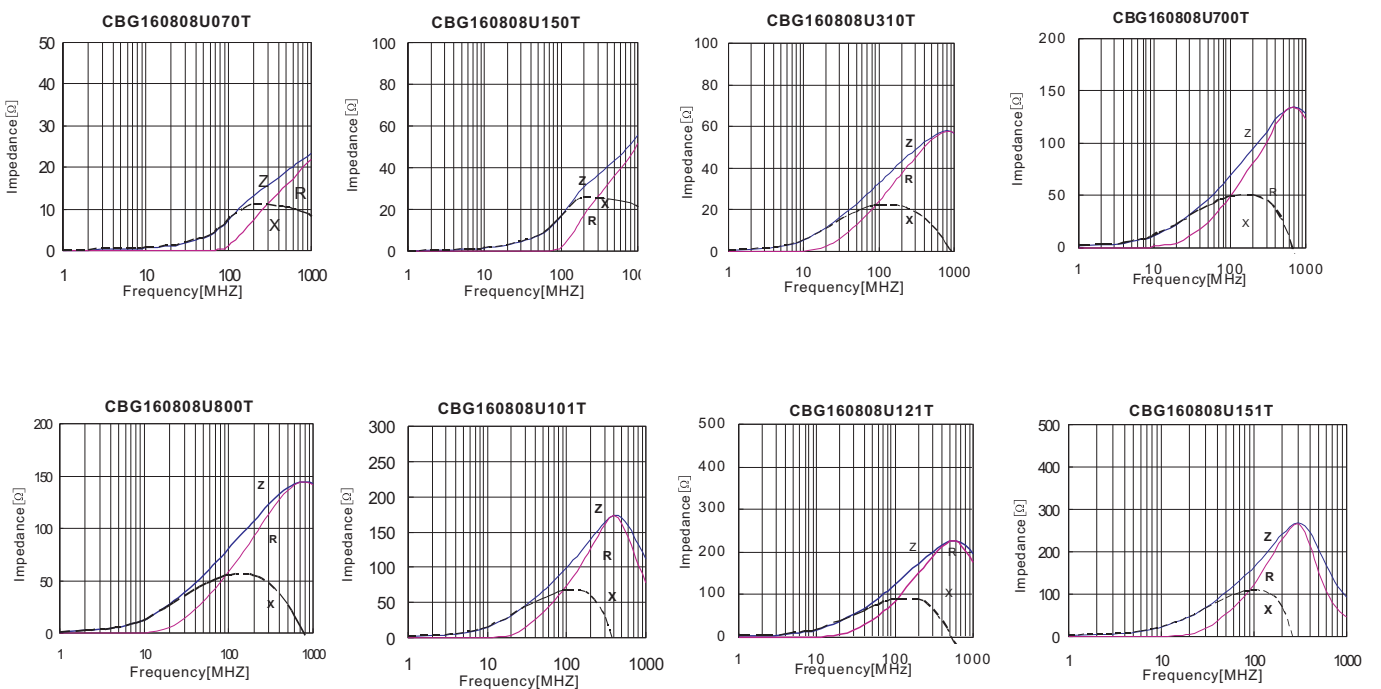 CBG160808U070T
50
40
30
20
10
0
Impedance[Ω]
Z
R
X
1 10 100 1000
Frequency[MHZ]
CBG160808U150T
100
80
60
40
20
0
Impedance[Ω]
Z
X
R
1 10 100 10
Frequency[MHZ]
CBG160808U310T
100
80
60
40
20
0
Impedance[Ω]
Z
R
X
1 10 100 1000
Frequency[MHZ]
CBG160808U700T
200
150
100
50
0
Impedance[Ω]
Z
R
X
1 10 100 1000
Frequency[MHz]
CBG160808U800T
200
150
100
50
0
Impedance[Ω]
Z
R
X
1 10 100 1000
Frequency[MHZ]
CBG160808U101T
300
250
200
150
100
50
0
Impedance[Ω]
Z
R
X
1 10 100 1000
Frequency[MHZ]
CBG160808U121T
500
400
300
200
100
0
Impedance[Ω]
Z
R
X
1 10 100 1000
Frequency[MHz]
CBG160808U151T
500
400
300
200
100
0
Impedance[Ω]
Z
R
X
1 10 100 1000
Frequency[MHZ]